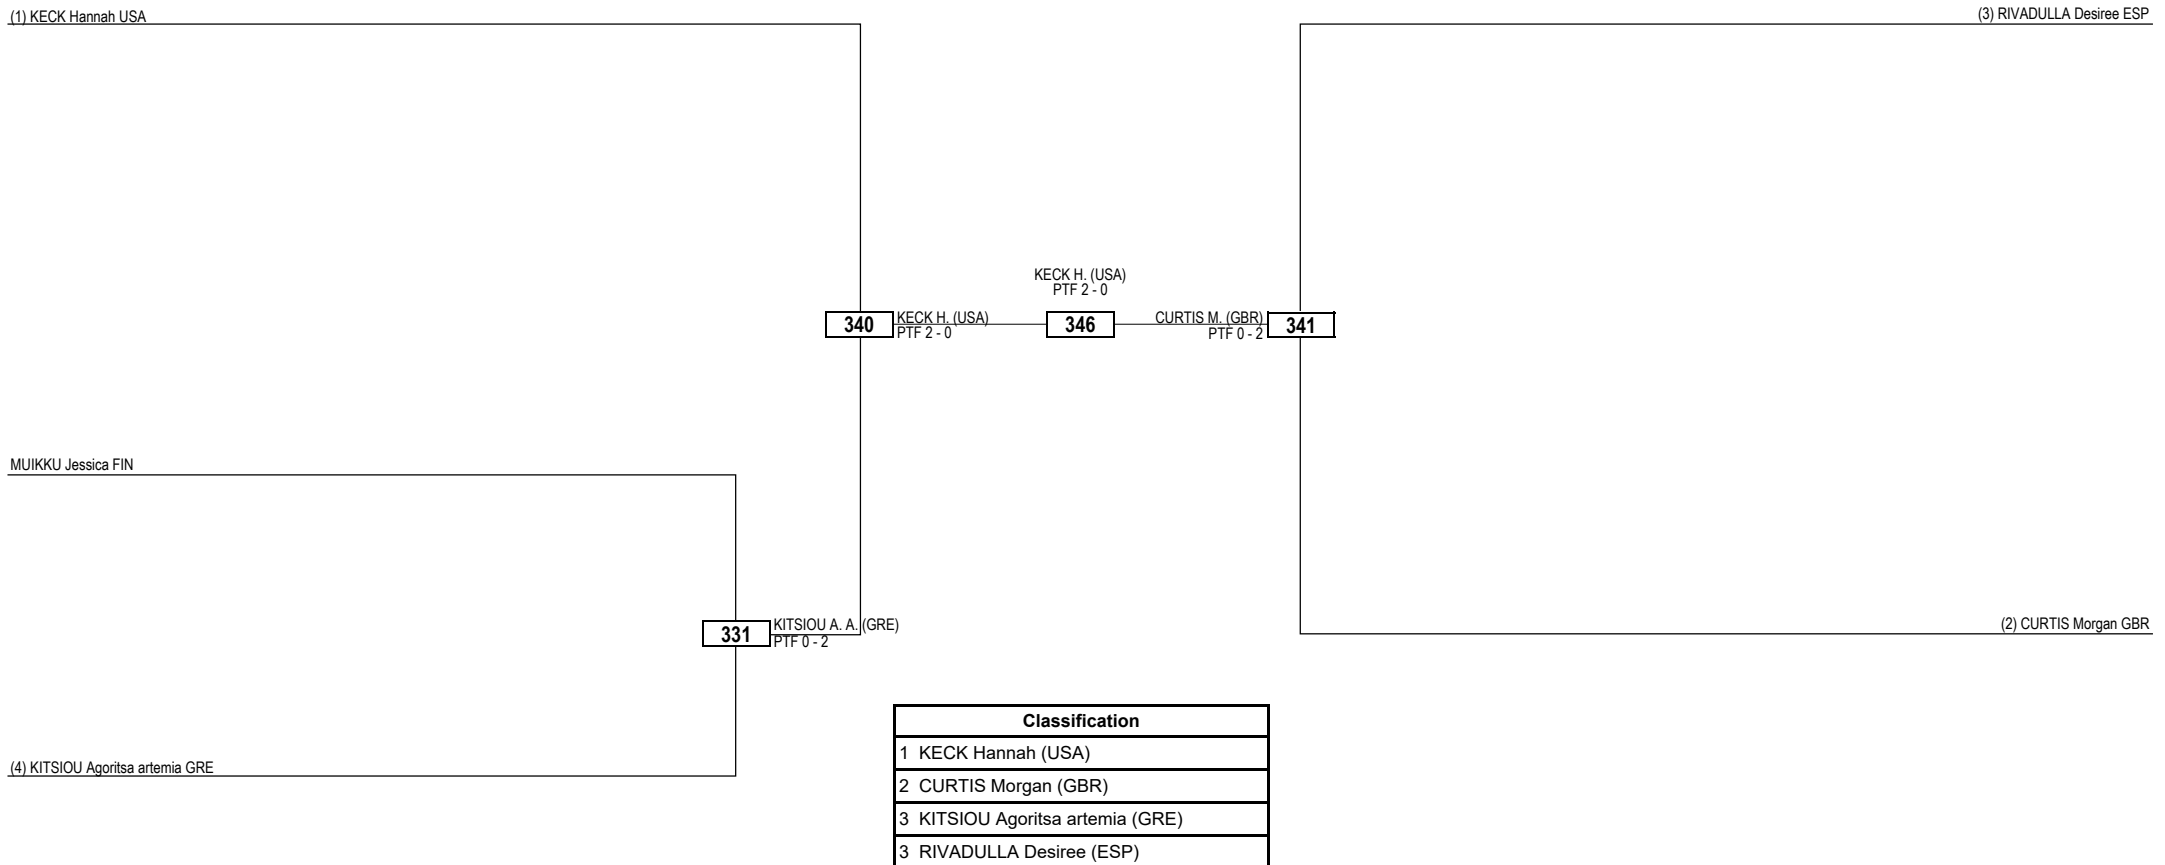 (1) KECK Hannah USA
(3) RIVADULLA Desiree ESP
KECK H. (USA)
PTF 2 - 0
340
KECK H. (USA)
PTF 2 - 0
346
CURTIS M. (GBR)
PTF 0 - 2
341
MUIKKU Jessica FIN
331
KITSIOU A. A. (GRE)
PTF 0 - 2
(2) CURTIS Morgan GBR
(4) KITSIOU Agoritsa artemia GRE
Classification
1 KECK Hannah (USA)
2 CURTIS Morgan (GBR)
3 KITSIOU Agoritsa artemia (GRE)
3 RIVADULLA Desiree (ESP)